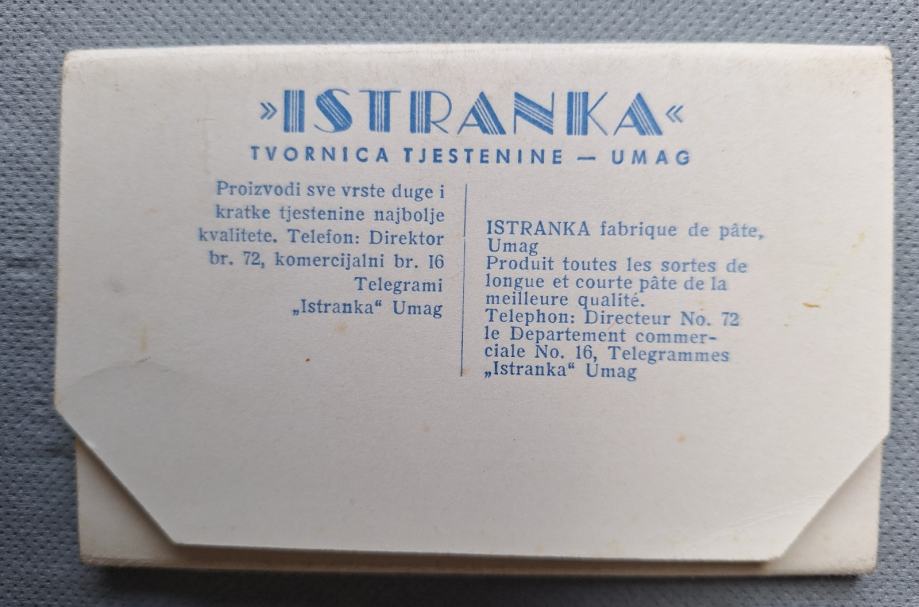 »ISTRANKA«
TVORNICA TJESTENINE — UMAG
Proizvodi sve vrste duge i
kratke tjestenine najbolje
kvalitete. Telefon: Direktor
br. 72, komercijalni br. 16
Telegrami
„Istranka“ Umag
ISTRANKA fabrique de pâte,
Umag
Produit toutes les sortes de
longue et courte pâte de la
meilleure qualité.
Telephon: Directeur No. 72
le Departement commer-
ciale No. 16, Telegrammes
„Istranka“ Umag